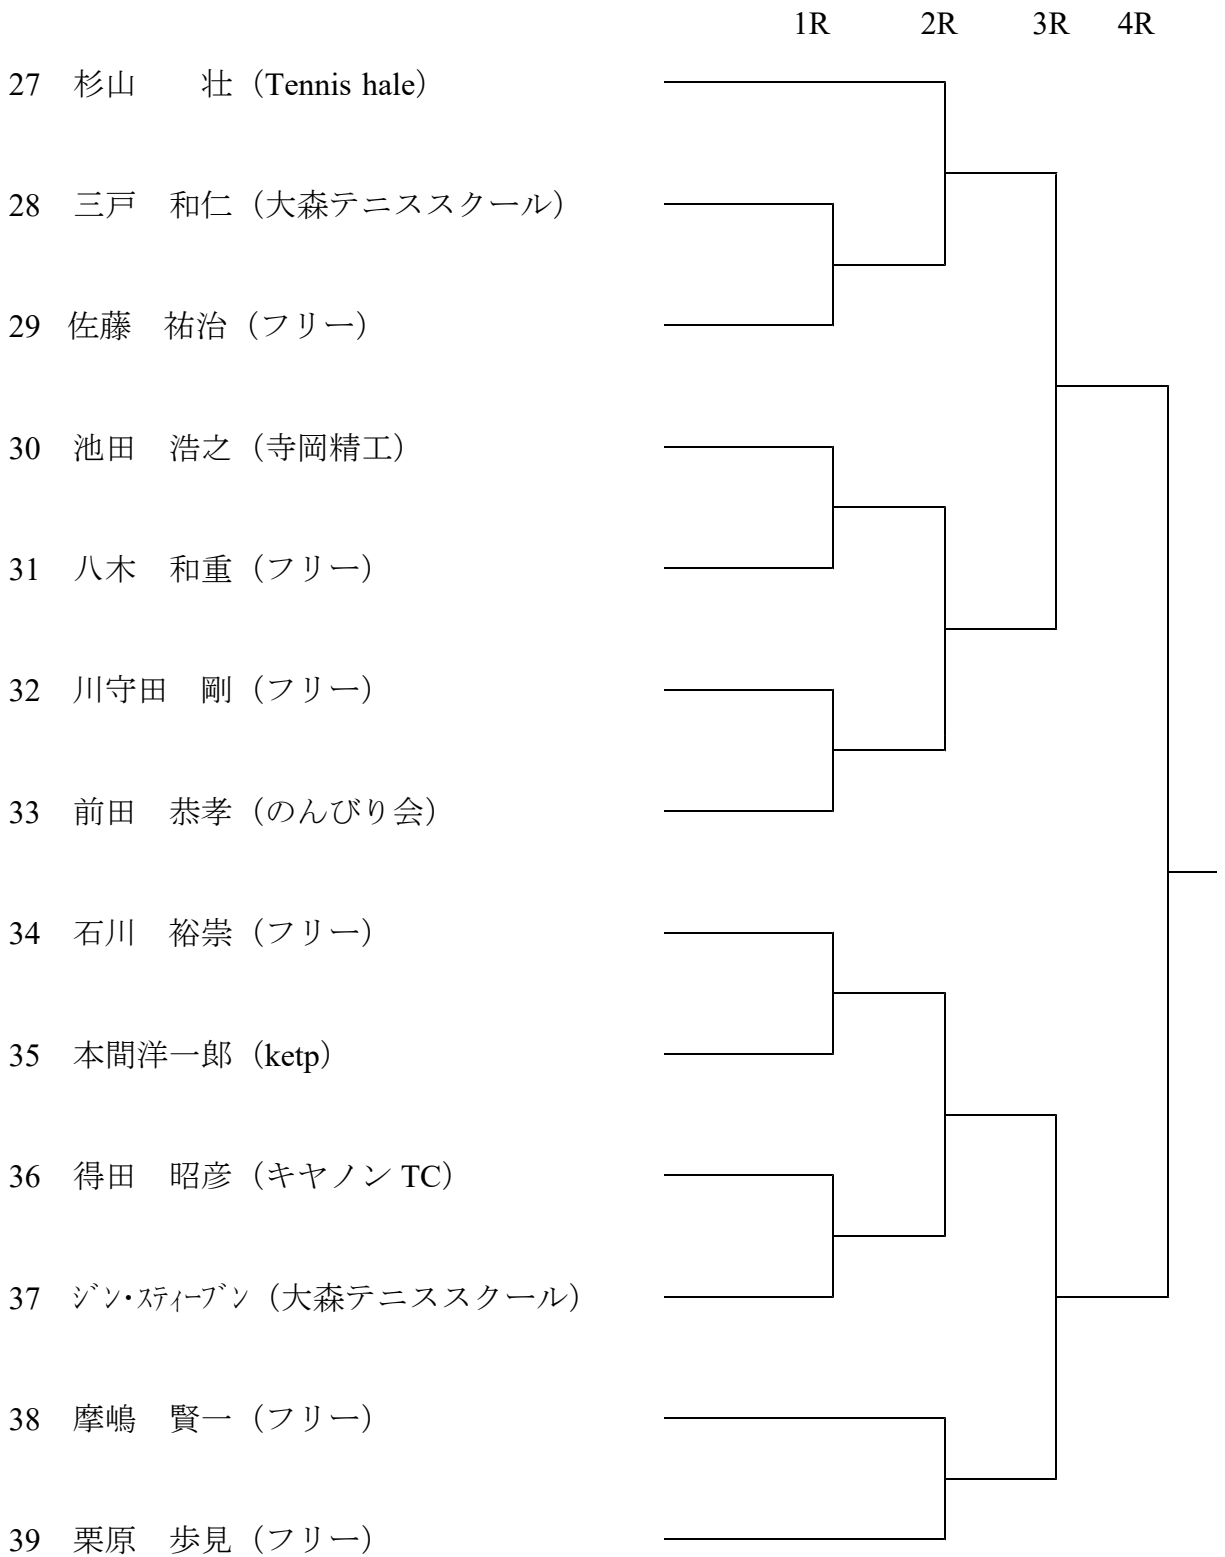 1R 2R 3R 4R
27 杉山　　壮（Tennis hale）
28 三戸　和仁（大森テニススクール）
29 佐藤　祐治（フリー）
30 池田　浩之（寺岡精工）
31 八木　和重（フリー）
32 川守田　剛（フリー）
33 前田　恭孝（のんびり会）
34 石川　裕崇（フリー）
35 本間洋一郎（ketp）
36 得田　昭彦（キヤノン TC）
37 ｼﾞﾝ･ｽﾃｨｰﾌﾞﾝ（大森テニススクール）
38 摩嶋　賢一（フリー）
39 栗原　歩見（フリー）